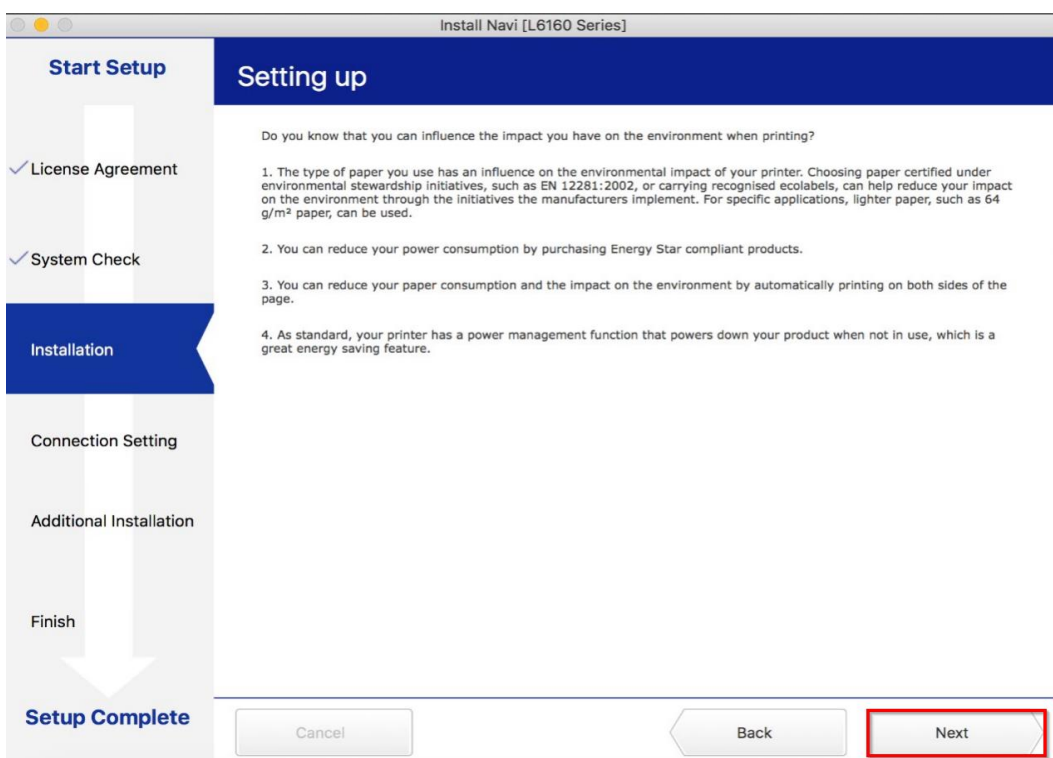 Install Navi [L6160 Series]
Start Setup
License Agreement
System Check
Installation
Connection Setting
Additional Installation
Finish
Setup Complete
Setting up
Do you know that you can influence the impact you have on the environment when printing?
1. The type of paper you use has an influence on the environmental impact of your printer. Choosing paper certified under
environmental stewardship initiatives, such as EN 12281:2002, or carrying recognised ecolabels, can help reduce your impact
on the environment through the initiatives the manufacturers implement. For specific applications, lighter paper, such as 64
g/m² paper, can be used.
2. You can reduce your power consumption by purchasing Energy Star compliant products.
3. You can reduce your paper consumption and the impact on the environment by automatically printing on both sides of the
page.
4. As standard, your printer has a power management function that powers down your product when not in use, which is a
great energy saving feature.
Cancel
Back
Next